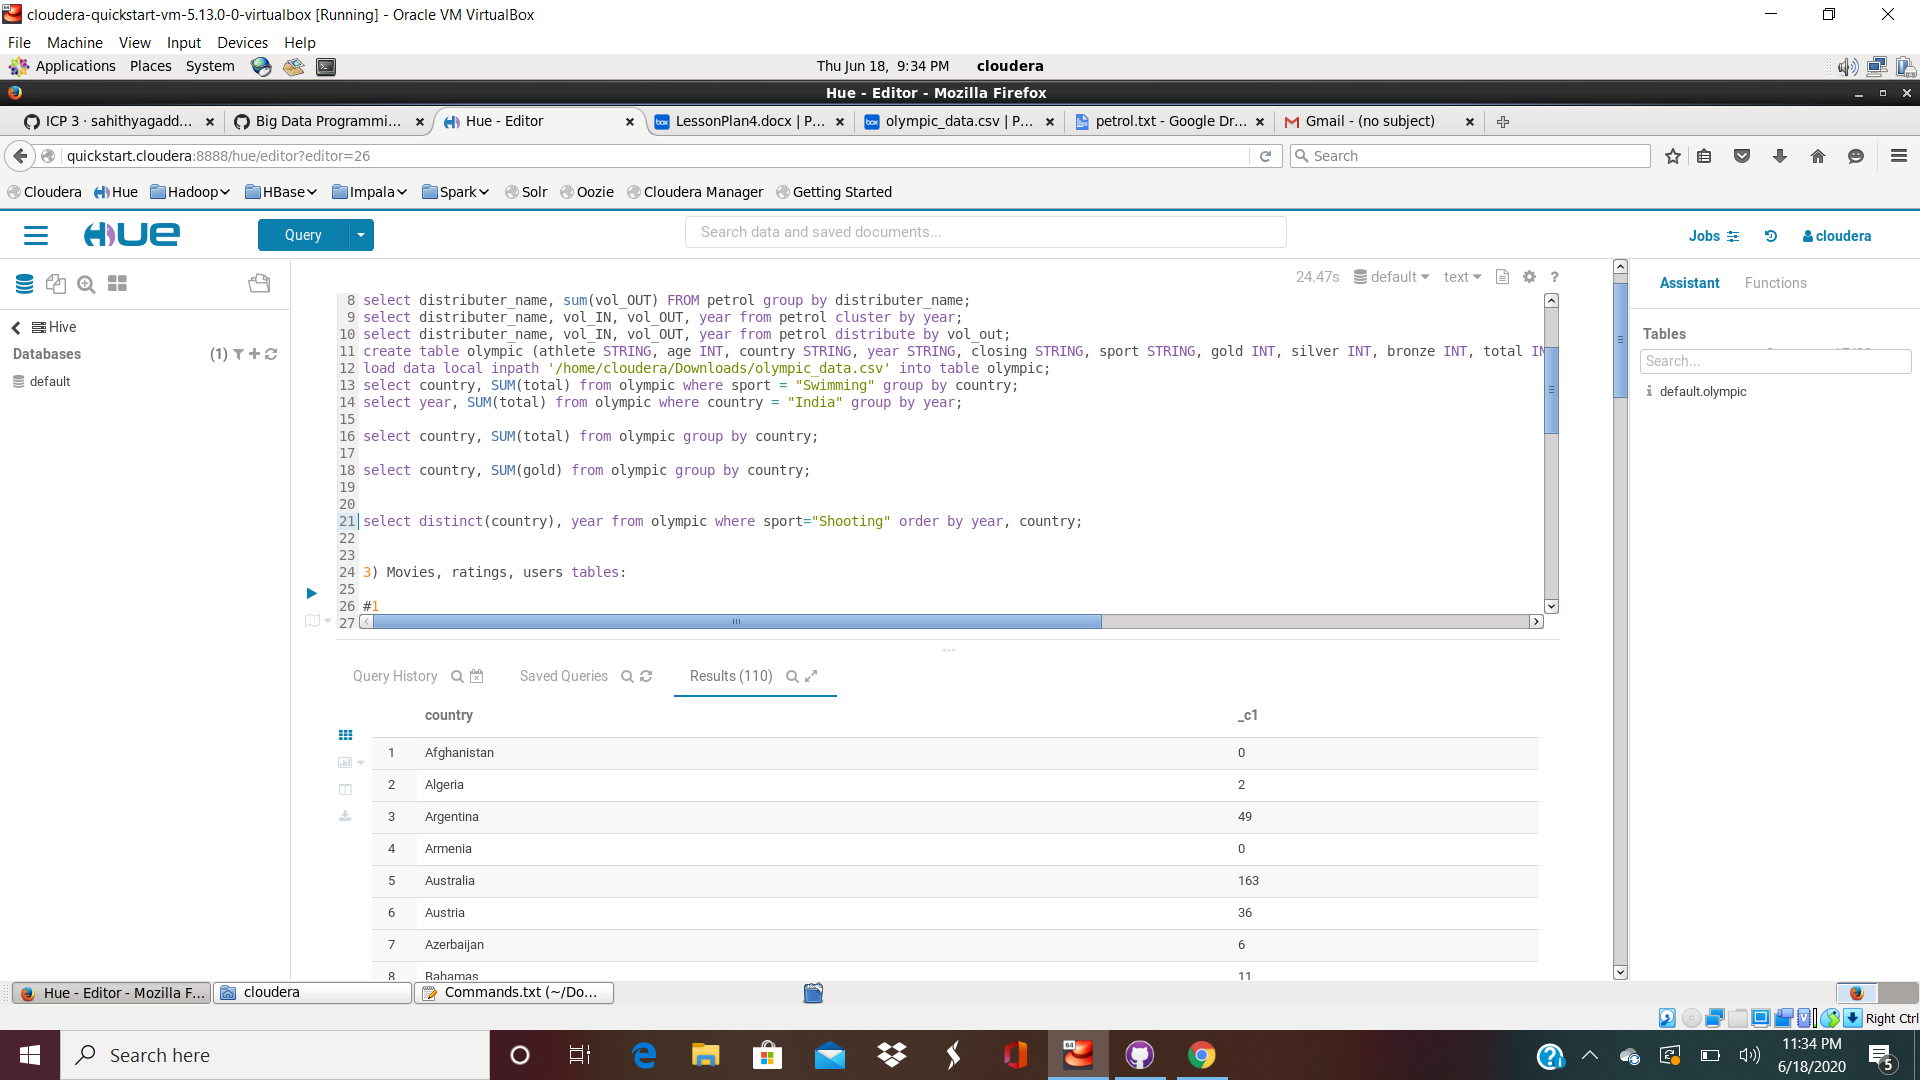 cloudera-quickstart-vm-5.13.0-0-virtualbox [Running] - Oracle VM VirtualBox
File Machine View Input Devices Help
Applications Places System Thu Jun 18, 9:34 PM cloudera
Hue - Editor - Mozilla Firefox
ICP 3 · sahithyagadd... Big Data Programmi... Hue - Editor LessonPlan4.docx | P... olympic_data.csv | P... petrol.txt - Google Dr... Gmail - (no subject)
quickstart.cloudera:8888/hue/editor?editor=26 Search
Cloudera Hue Hadoop HBase Impala Spark Solr Oozie Cloudera Manager Getting Started
HUE Query Search data and saved documents... Jobs cloudera
24.47s default text ? Assistant Functions
Hive
Databases (1)
default
Tables
Search...
default.olympic
8 select distributer_name, sum(vol_OUT) FROM petrol group by distributer_name;
9 select distributer_name, vol_IN, vol_OUT, year from petrol cluster by year;
10 select distributer_name, vol_IN, vol_OUT, year from petrol distribute by vol_out;
11 create table olympic (athlete STRING, age INT, country STRING, year STRING, closing STRING, sport STRING, gold INT, silver INT, bronze INT, total IN
12 load data local inpath '/home/cloudera/Downloads/olympic_data.csv' into table olympic;
13 select country, SUM(total) from olympic where sport = "Swimming" group by country;
14 select year, SUM(total) from olympic where country = "India" group by year;
15
16 select country, SUM(total) from olympic group by country;
17
18 select country, SUM(gold) from olympic group by country;
19
20
21 select distinct(country), year from olympic where sport="Shooting" order by year, country;
22
23
24 3) Movies, ratings, users tables:
25
26 #1
27
Query History Saved Queries Results (110)
country _c1
1 Afghanistan 0
2 Algeria 2
3 Argentina 49
4 Armenia 0
5 Australia 163
6 Austria 36
7 Azerbaijan 6
8 Bahamas 11
Hue - Editor - Mozilla F... cloudera Commands.txt (~/Do...
Right Ctrl
Search here
11:34 PM
6/18/2020
5